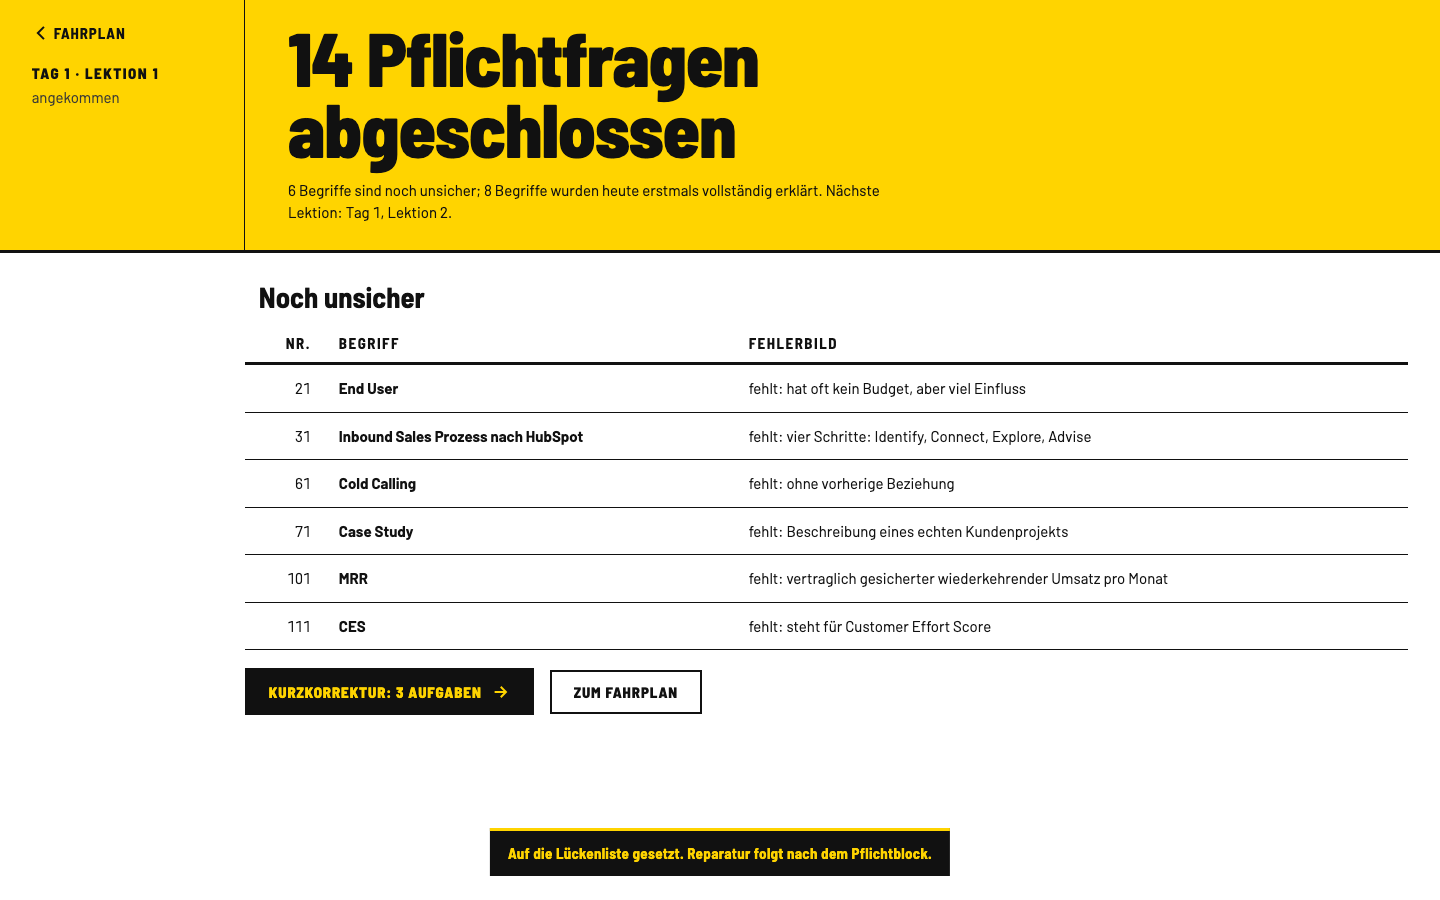 FAHRPLAN
TAG 1 · LEKTION 1
angekommen
14 Pflichtfragen
abgeschlossen
6 Begriffe sind noch unsicher; 8 Begriffe wurden heute erstmals vollständig erklärt. Nächste
Lektion: Tag 1, Lektion 2.
Noch unsicher
NR. BEGRIFF FEHLERBILD
21 End User fehlt: hat oft kein Budget, aber viel Einfluss
31 Inbound Sales Prozess nach HubSpot fehlt: vier Schritte: Identify, Connect, Explore, Advise
61 Cold Calling fehlt: ohne vorherige Beziehung
71 Case Study fehlt: Beschreibung eines echten Kundenprojekts
101 MRR fehlt: vertraglich gesicherter wiederkehrender Umsatz pro Monat
111 CES fehlt: steht für Customer Effort Score
KURZKORREKTUR: 3 AUFGABEN → ZUM FAHRPLAN
Auf die Lückenliste gesetzt. Reparatur folgt nach dem Pflichtblock.